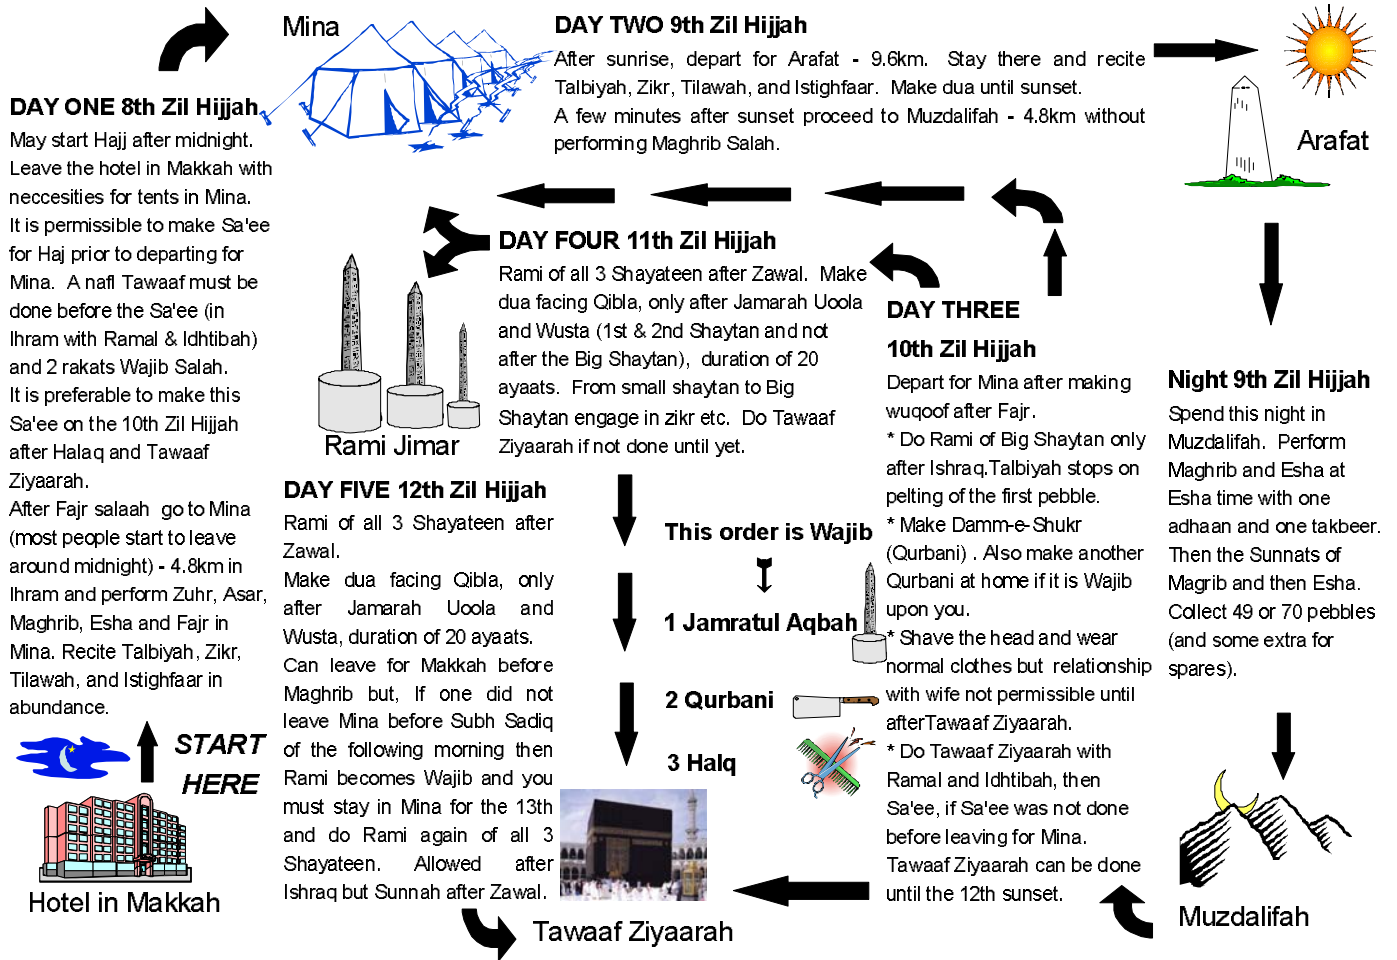 Mina
DAY ONE 8th Zil Hijjah
May start Hajj after midnight.
Leave the hotel in Makkah with
neccesities for tents in Mina.
It is permissible to make Sa'ee
for Haj prior to departing for
Mina.  A nafl Tawaaf must be
done before the Sa'ee (in
Ihram with Ramal & Idhtibah)
and 2 rakats Wajib Salah.
It is preferable to make this
Sa'ee on the 10th Zil Hijjah
after Halaq and Tawaaf
Ziyaarah.
After Fajr salaah  go to Mina
(most people start to leave
around midnight) - 4.8km in
Ihram and perform Zuhr, Asar,
Maghrib, Esha and Fajr in
Mina. Recite Talbiyah, Zikr,
Tilawah, and Istighfaar in
abundance.
START
HERE
Hotel in Makkah
DAY TWO 9th Zil Hijjah
After sunrise, depart for Arafat - 9.6km.  Stay there and recite
Talbiyah, Zikr, Tilawah, and Istighfaar.  Make dua until sunset.
A few minutes after sunset proceed to Muzdalifah - 4.8km without
performing Maghrib Salah.
Arafat
Night 9th Zil Hijjah
Spend this night in
Muzdalifah.  Perform
Maghrib and Esha at
Esha time with one
adhaan and one takbeer.
Then the Sunnats of
Magrib and then Esha.
Collect 49 or 70 pebbles
(and some extra for
spares).
Muzdalifah
DAY THREE
10th Zil Hijjah
Depart for Mina after making
wuqoof after Fajr.
* Do Rami of Big Shaytan only
after Ishraq.Talbiyah stops on
pelting of the first pebble.
* Make Damm-e-Shukr
(Qurbani) . Also make another
Qurbani at home if it is Wajib
upon you.
* Shave the head and wear
normal clothes but  relationship
with wife not permissible until
afterTawaaf Ziyaarah.
* Do Tawaaf Ziyaarah with
Ramal and Idhtibah, then
Sa'ee, if Sa'ee was not done
before leaving for Mina.
Tawaaf Ziyaarah can be done
until the 12th sunset.
This order is Wajib
1 Jamratul Aqbah
2 Qurbani
3 Halq
DAY FOUR 11th Zil Hijjah
Rami of all 3 Shayateen after Zawal.  Make
dua facing Qibla, only after Jamarah Uoola
and Wusta (1st & 2nd Shaytan and not
after the Big Shaytan),  duration of 20
ayaats.  From small shaytan to Big
Shaytan engage in zikr etc.  Do Tawaaf
Ziyaarah if not done until yet.
Rami Jimar
DAY FIVE 12th Zil Hijjah
Rami of all 3 Shayateen after
Zawal.
Make dua facing Qibla, only
after Jamarah Uoola and
Wusta, duration of 20 ayaats.
Can leave for Makkah before
Maghrib but, If one did not
leave Mina before Subh Sadiq
of the following morning then
Rami becomes Wajib and you
must stay in Mina for the 13th
and do Rami again of all 3
Shayateen. Allowed after
Ishraq but Sunnah after Zawal.
Tawaaf Ziyaarah